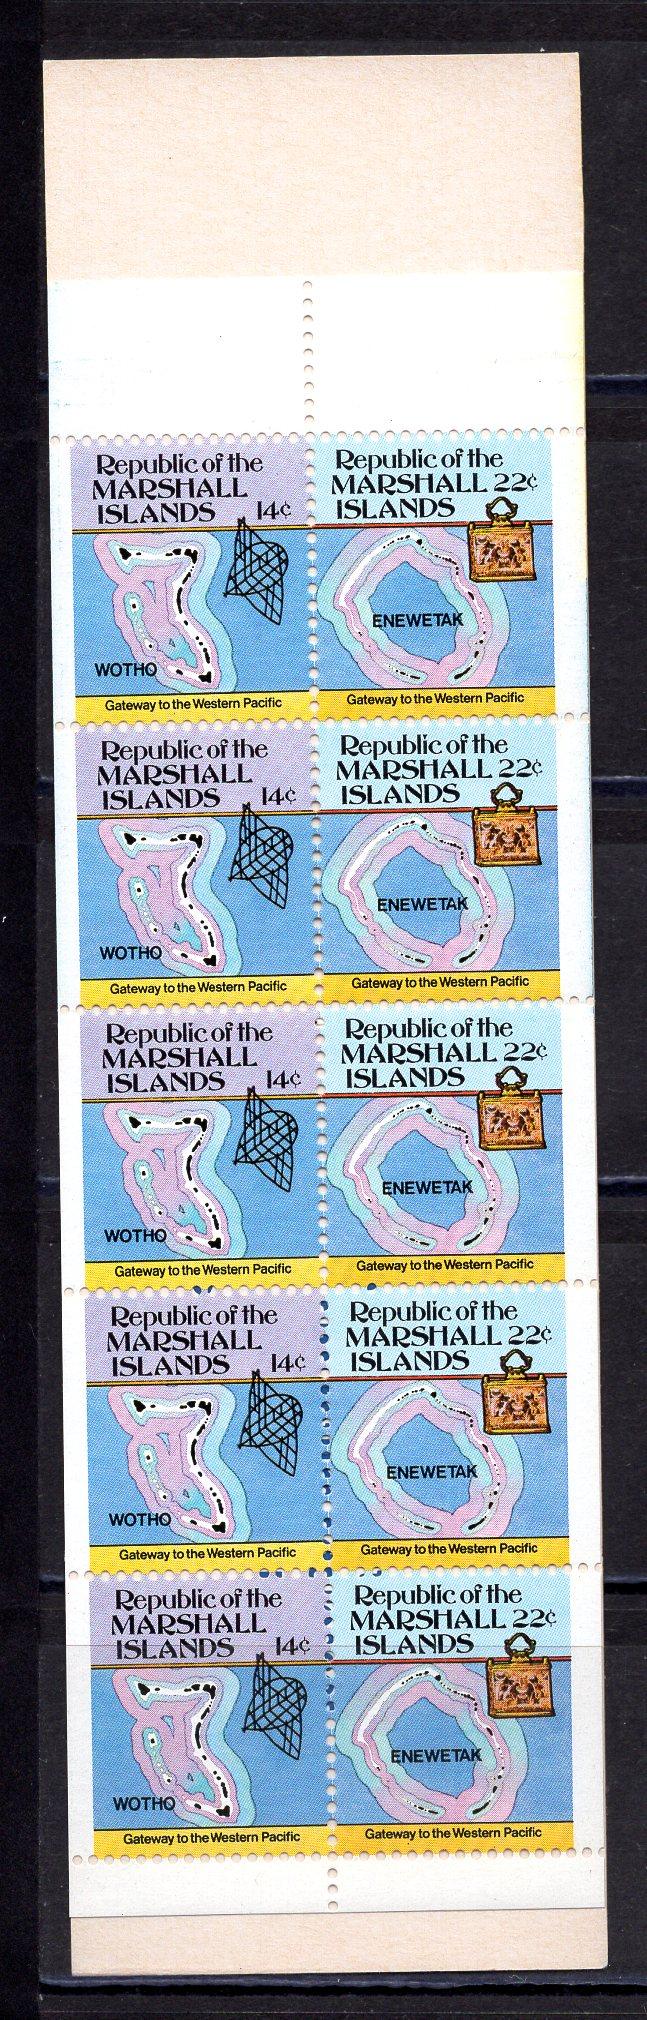 Republic of the
MARSHALL
ISLANDS 14¢
WOTHO
Gateway to the Western Pacific
Republic of the
MARSHALL 22¢
ISLANDS
ENEWETAK
Gateway to the Western Pacific
Republic of the
MARSHALL
ISLANDS 14¢
WOTHO
Gateway to the Western Pacific
Republic of the
MARSHALL 22¢
ISLANDS
ENEWETAK
Gateway to the Western Pacific
Republic of the
MARSHALL
ISLANDS 14¢
WOTHO
Gateway to the Western Pacific
Republic of the
MARSHALL 22¢
ISLANDS
ENEWETAK
Gateway to the Western Pacific
Republic of the
MARSHALL
ISLANDS 14¢
WOTHO
Gateway to the Western Pacific
Republic of the
MARSHALL 22¢
ISLANDS
ENEWETAK
Gateway to the Western Pacific
Republic of the
MARSHALL
ISLANDS 14¢
WOTHO
Gateway to the Western Pacific
Republic of the
MARSHALL 22¢
ISLANDS
ENEWETAK
Gateway to the Western Pacific